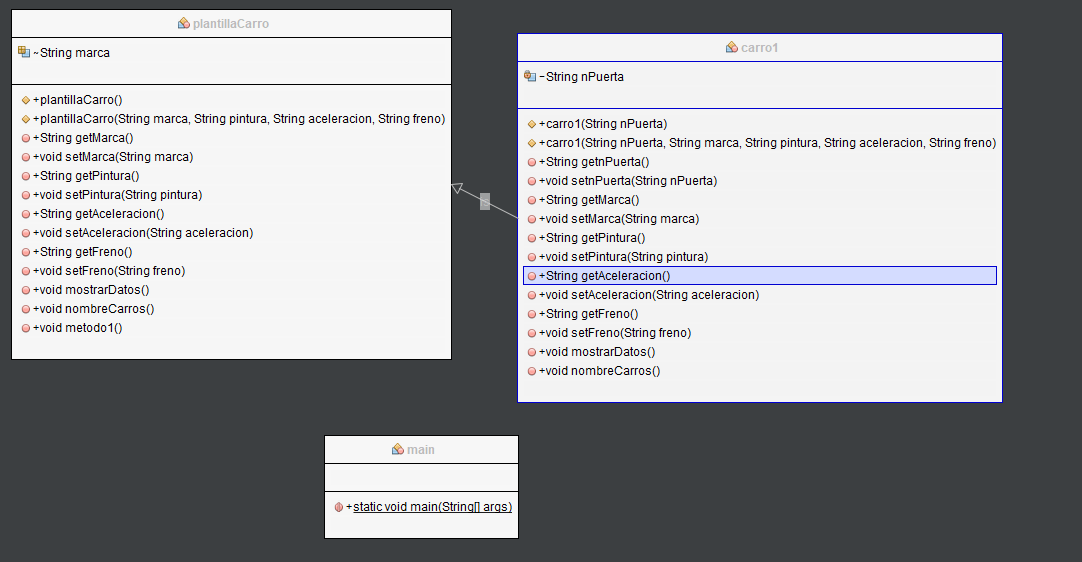 plantillaCarro
~String marca
+plantillaCarro()
+plantillaCarro(String marca, String pintura, String aceleracion, String freno)
+String getMarca()
+void setMarca(String marca)
+String getPintura()
+void setPintura(String pintura)
+String getAceleracion()
+void setAceleracion(String aceleracion)
+String getFreno()
+void setFreno(String freno)
+void mostrarDatos()
+void nombreCarros()
+void metodo1()
carro1
-String nPuerta
+carro1(String nPuerta)
+carro1(String nPuerta, String marca, String pintura, String aceleracion, String freno)
+String getnPuerta()
+void setnPuerta(String nPuerta)
+String getMarca()
+void setMarca(String marca)
+String getPintura()
+void setPintura(String pintura)
+String getAceleracion()
+void setAceleracion(String aceleracion)
+String getFreno()
+void setFreno(String freno)
+void mostrarDatos()
+void nombreCarros()
main
+static void main(String[] args)